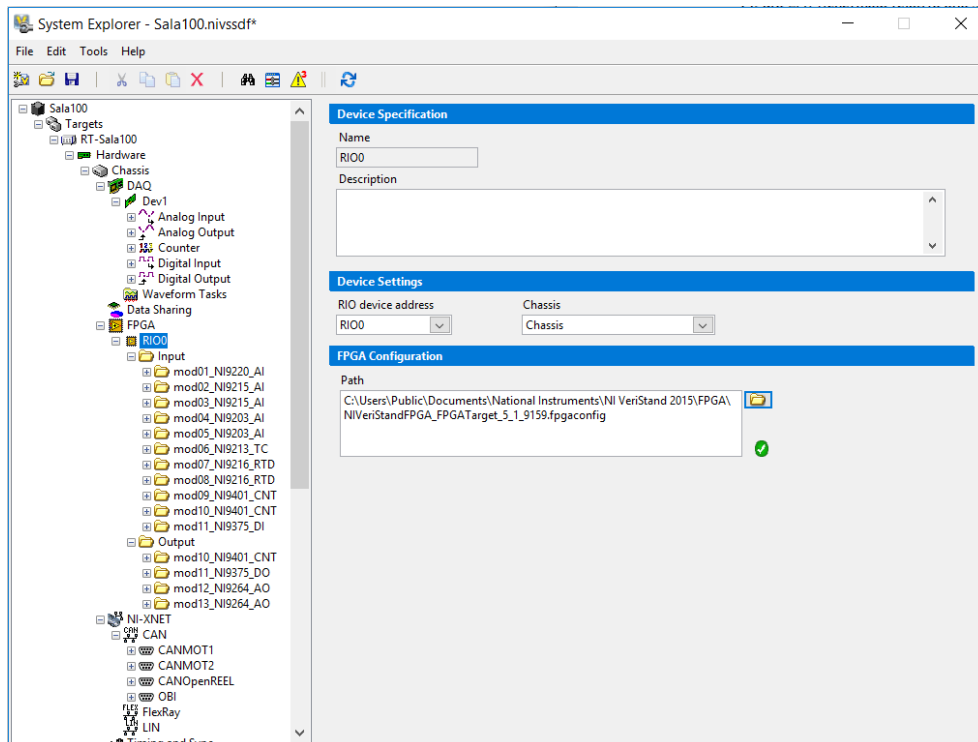 System Explorer - Sala100.nivssdf*
File Edit Tools Help
Sala100
Targets
RT-Sala100
Hardware
Chassis
DAQ
Dev1
Analog Input
Analog Output
Counter
Digital Input
Digital Output
Waveform Tasks
Data Sharing
FPGA
RIO0
Input
mod01_NI9220_AI
mod02_NI9215_AI
mod03_NI9215_AI
mod04_NI9203_AI
mod05_NI9203_AI
mod06_NI9213_TC
mod07_NI9216_RTD
mod08_NI9216_RTD
mod09_NI9401_CNT
mod10_NI9401_CNT
mod11_NI9375_DI
Output
mod10_NI9401_CNT
mod11_NI9375_DO
mod12_NI9264_AO
mod13_NI9264_AO
NI-XNET
CAN
CANMOT1
CANMOT2
CANOpenREEL
OBI
FlexRay
LIN
Timing and Sync
Device Specification
Name
RIO0
Description
Device Settings
RIO device address Chassis
RIO0 Chassis
FPGA Configuration
Path
C:\Users\Public\Documents\National Instruments\NI VeriStand 2015\FPGA\
NIVeriStandFPGA_FPGATarget_5_1_9159.fpgaconfig